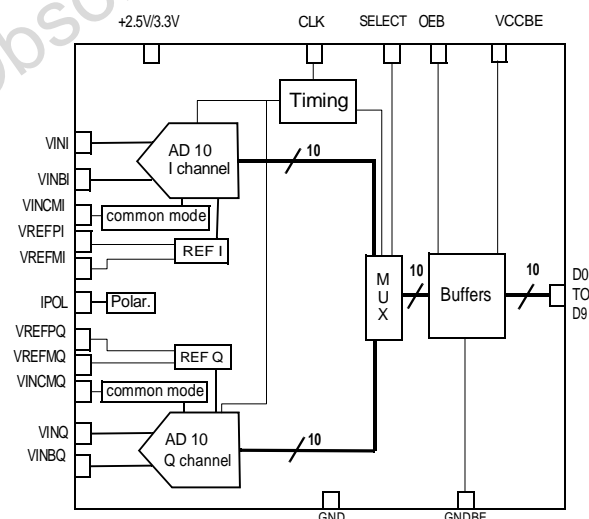 +2.5V/3.3V CLK SELECT OEB VCCBE
Timing
VINI
VINBI
AD 10
I channel
10
VINCMI
common mode
VREFPI
VREFMI
REF I
IPOL
Polar.
MUX
10
Buffers
10
D0
TO
D9
VREFPQ
VREFMQ
REF Q
VINCMQ
common mode
VINQ
VINBQ
AD 10
Q channel
10
GND
GNDBE